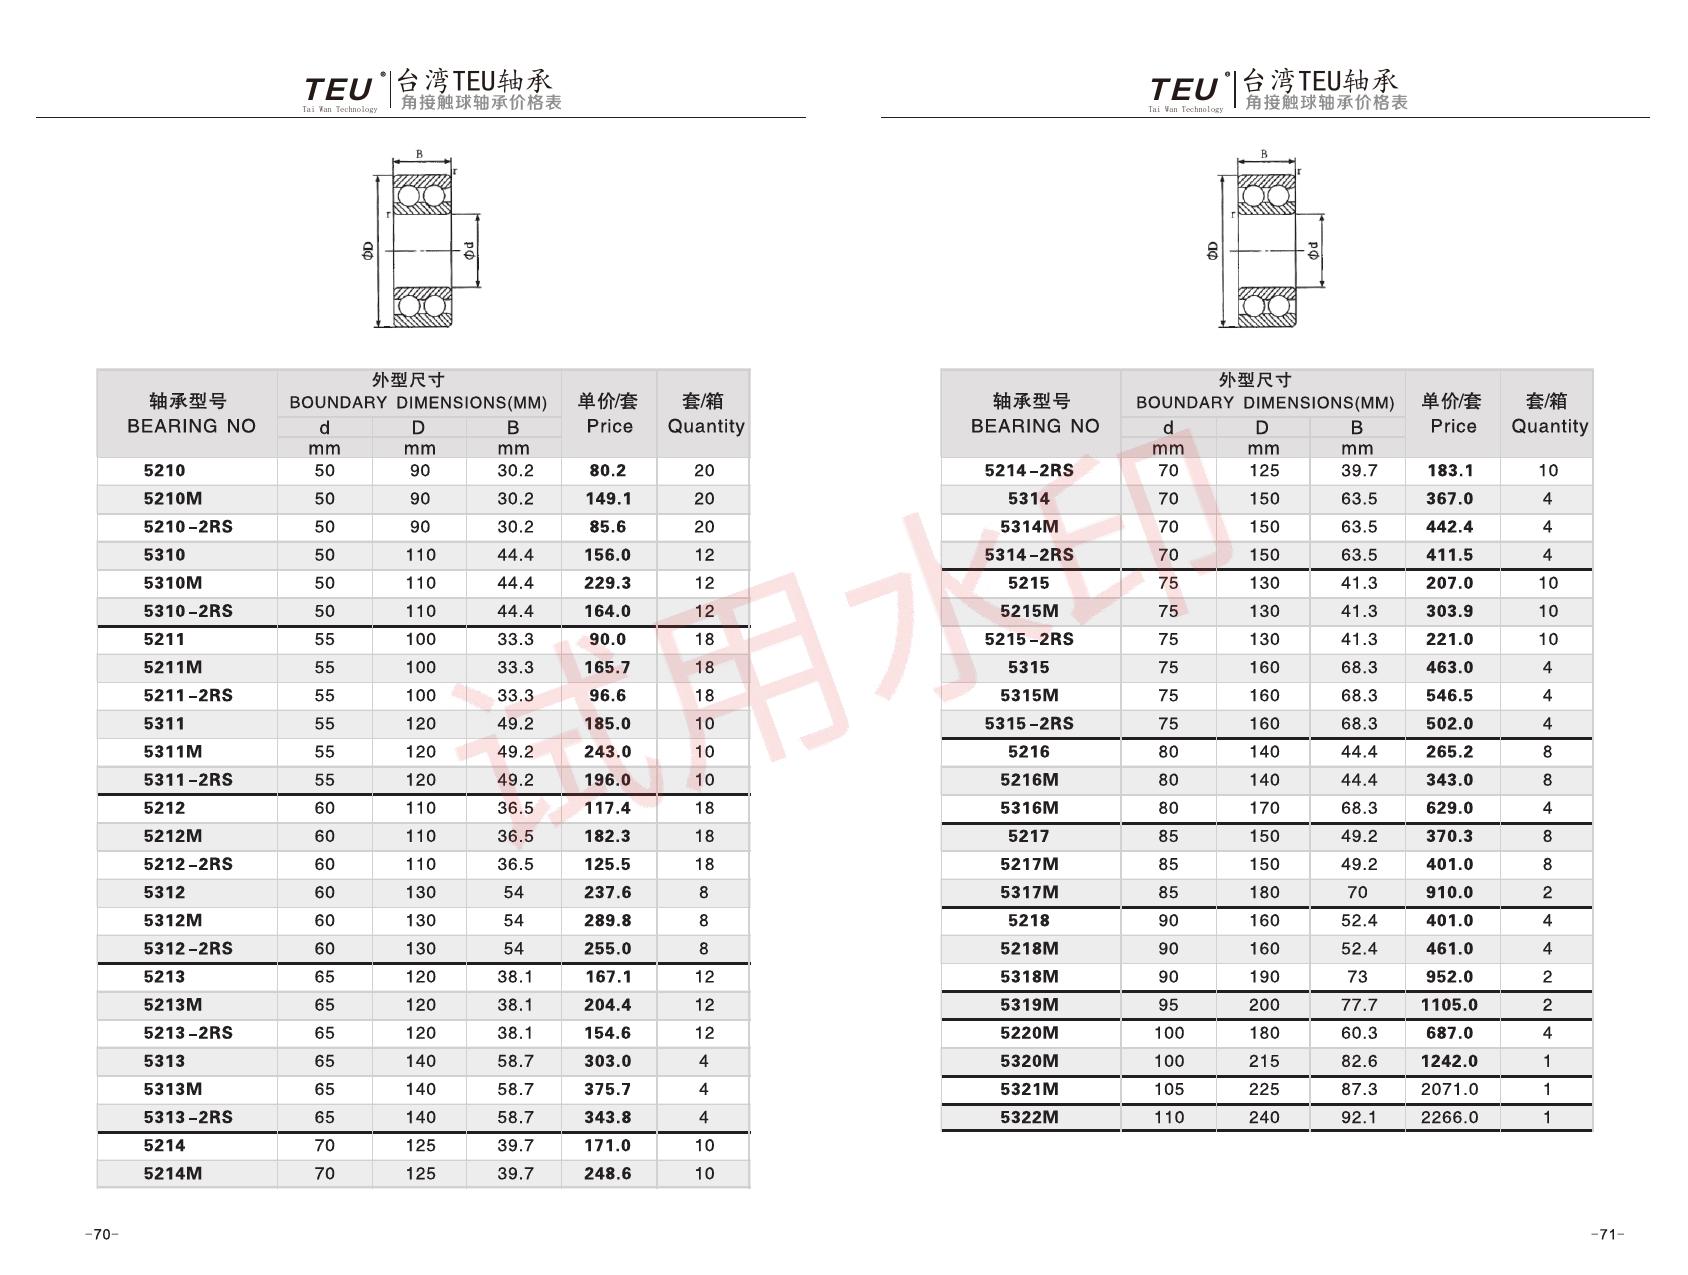 TEU® 台湾TEU轴承
Tai Wan Technology 角接触球轴承价格表
B
r
r
ΦD
Φd
轴承型号 外型尺寸 单价/套 套/箱
BEARING NO BOUNDARY DIMENSIONS(MM) Price Quantity
d D B
mm mm mm
5210 50 90 30.2 80.2 20
5210M 50 90 30.2 149.1 20
5210-2RS 50 90 30.2 85.6 20
5310 50 110 44.4 156.0 12
5310M 50 110 44.4 229.3 12
5310-2RS 50 110 44.4 164.0 12
5211 55 100 33.3 90.0 18
5211M 55 100 33.3 165.7 18
5211-2RS 55 100 33.3 96.6 18
5311 55 120 49.2 185.0 10
5311M 55 120 49.2 243.0 10
5311-2RS 55 120 49.2 196.0 10
5212 60 110 36.5 117.4 18
5212M 60 110 36.5 182.3 18
5212-2RS 60 110 36.5 125.5 18
5312 60 130 54 237.6 8
5312M 60 130 54 289.8 8
5312-2RS 60 130 54 255.0 8
5213 65 120 38.1 167.1 12
5213M 65 120 38.1 204.4 12
5213-2RS 65 120 38.1 154.6 12
5313 65 140 58.7 303.0 4
5313M 65 140 58.7 375.7 4
5313-2RS 65 140 58.7 343.8 4
5214 70 125 39.7 171.0 10
5214M 70 125 39.7 248.6 10
-70-
TEU® 台湾TEU轴承
Tai Wan Technology 角接触球轴承价格表
B
r
r
ΦD
Φd
轴承型号 外型尺寸 单价/套 套/箱
BEARING NO BOUNDARY DIMENSIONS(MM) Price Quantity
d D B
mm mm mm
5214-2RS 70 125 39.7 183.1 10
5314 70 150 63.5 367.0 4
5314M 70 150 63.5 442.4 4
5314-2RS 70 150 63.5 411.5 4
5215 75 130 41.3 207.0 10
5215M 75 130 41.3 303.9 10
5215-2RS 75 130 41.3 221.0 10
5315 75 160 68.3 463.0 4
5315M 75 160 68.3 546.5 4
5315-2RS 75 160 68.3 502.0 4
5216 80 140 44.4 265.2 8
5216M 80 140 44.4 343.0 8
5316M 80 170 68.3 629.0 4
5217 85 150 49.2 370.3 8
5217M 85 150 49.2 401.0 8
5317M 85 180 70 910.0 2
5218 90 160 52.4 401.0 4
5218M 90 160 52.4 461.0 4
5318M 90 190 73 952.0 2
5319M 95 200 77.7 1105.0 2
5220M 100 180 60.3 687.0 4
5320M 100 215 82.6 1242.0 1
5321M 105 225 87.3 2071.0 1
5322M 110 240 92.1 2266.0 1
-71-
试用水印